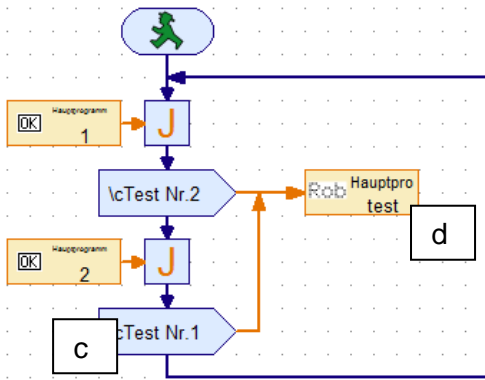 OK Hauptprogramm
1
J
\cTest Nr.2
Rob Hauptpro
test
d
OK Hauptprogramm
2
J
cTest Nr.1
c